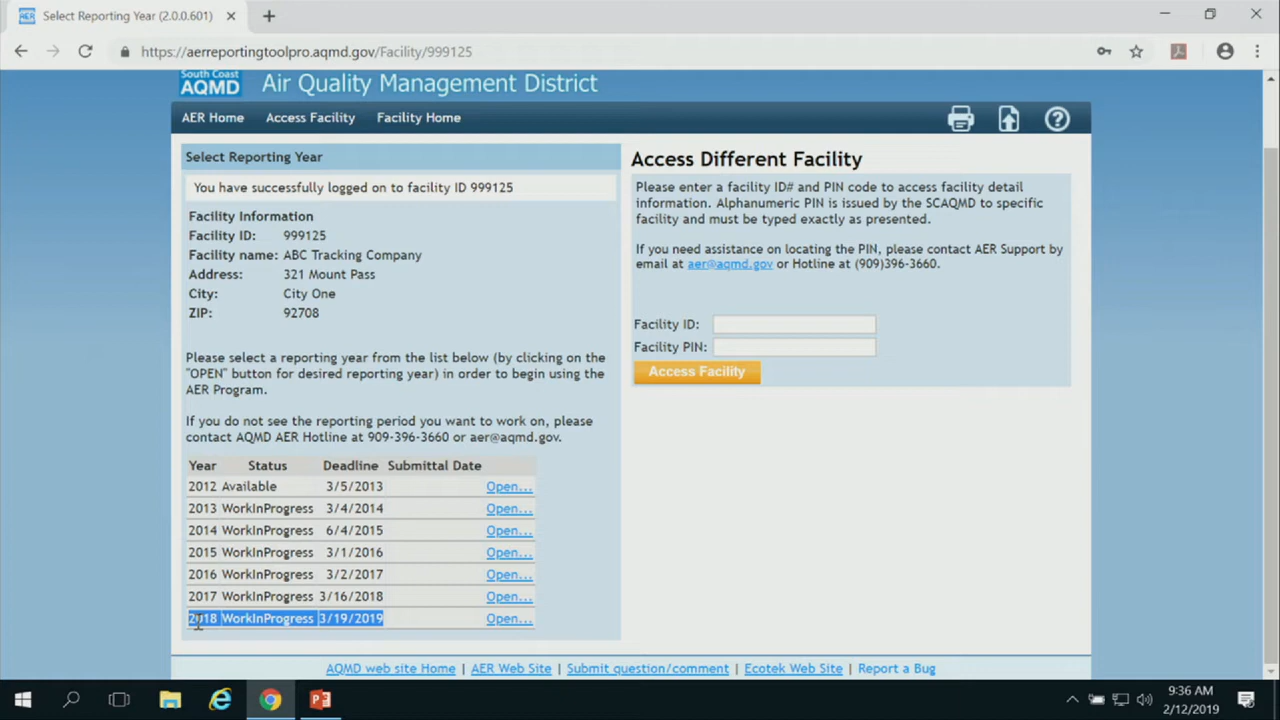 Select Reporting Year (2.0.0.601)
https://aerreportingtoolpro.aqmd.gov/Facility/999125
South Coast
AQMD
Air Quality Management District
AER Home Access Facility Facility Home
Select Reporting Year
You have successfully logged on to facility ID 999125
Facility Information
Facility ID: 999125
Facility name: ABC Tracking Company
Address: 321 Mount Pass
City: City One
ZIP: 92708
Please select a reporting year from the list below (by clicking on the
"OPEN" button for desired reporting year) in order to begin using the
AER Program.
If you do not see the reporting period you want to work on, please
contact AQMD AER Hotline at 909-396-3660 or aer@aqmd.gov.
Year Status Deadline Submittal Date
2012 Available 3/5/2013 Open...
2013 WorkInProgress 3/4/2014 Open...
2014 WorkInProgress 6/4/2015 Open...
2015 WorkInProgress 3/1/2016 Open...
2016 WorkInProgress 3/2/2017 Open...
2017 WorkInProgress 3/16/2018 Open...
2018 WorkInProgress 3/19/2019 Open...
Access Different Facility
Please enter a facility ID# and PIN code to access facility detail
information. Alphanumeric PIN is issued by the SCAQMD to specific
facility and must be typed exactly as presented.
If you need assistance on locating the PIN, please contact AER Support by
email at aer@aqmd.gov or Hotline at (909)396-3660.
Facility ID:
Facility PIN:
Access Facility
AQMD web site Home | AER Web Site | Submit question/comment | Ecotek Web Site | Report a Bug
9:36 AM
2/12/2019